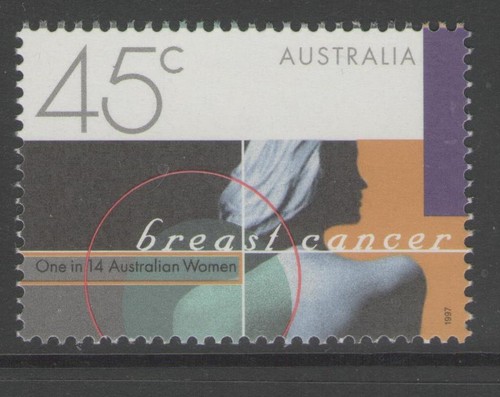 45c
AUSTRALIA
breast cancer
One in 14 Australian Women
1997